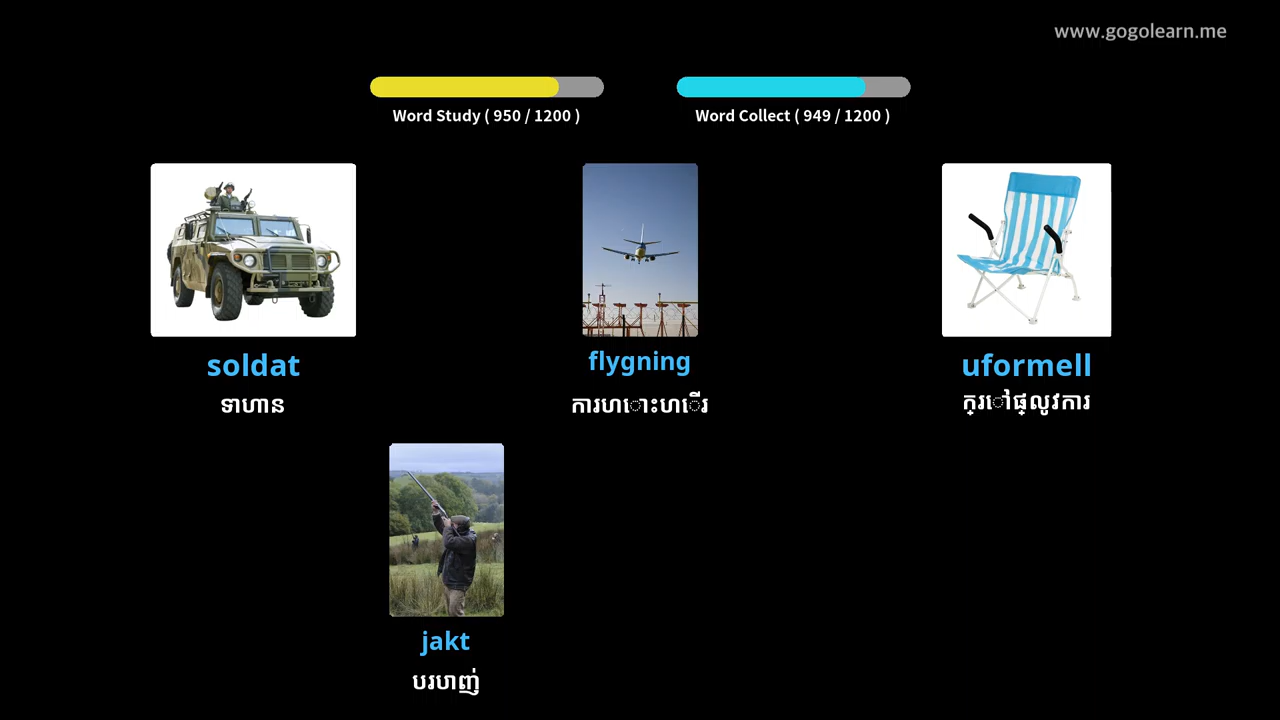 www.gogolearn.me
Word Study ( 950 / 1200 )
Word Collect ( 949 / 1200 )
soldat
flygning
uformell
ទាហាន
ការហោះហើរ
ក្រៅផ្លូវការ
jakt
បរបាញ់